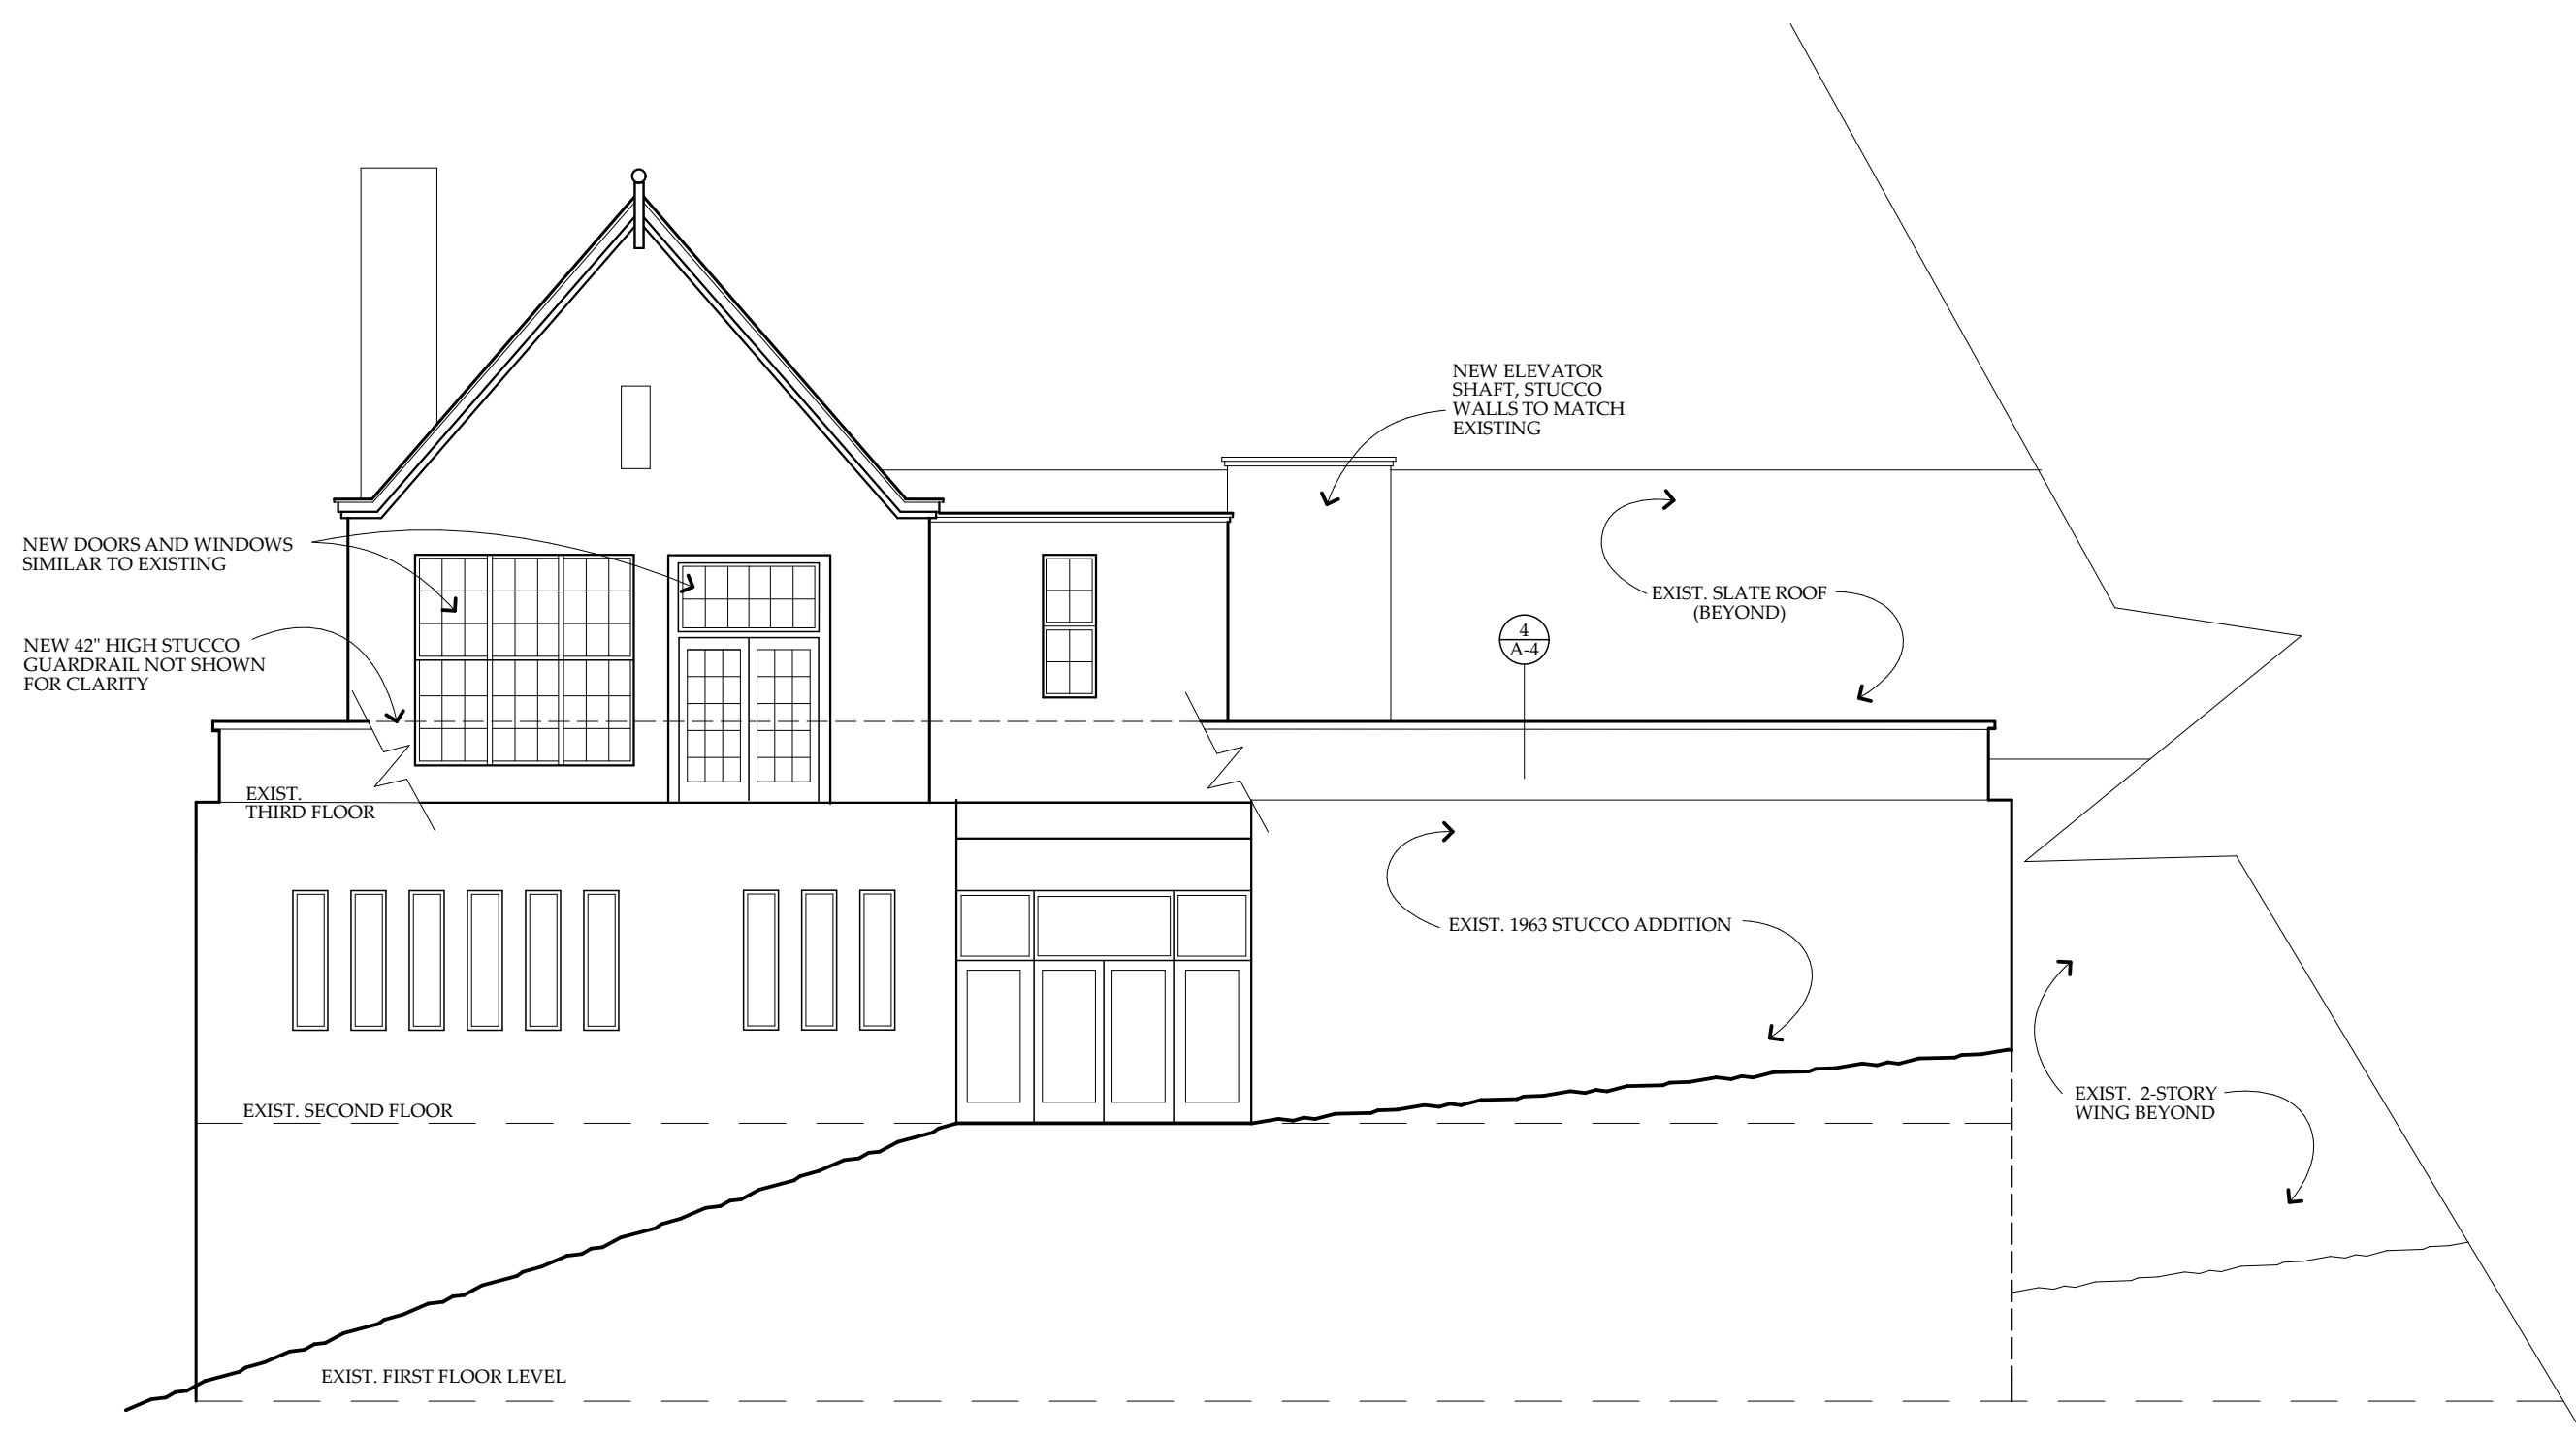 NEW ELEVATOR
SHAFT, STUCCO
WALLS TO MATCH
EXISTING
NEW DOORS AND WINDOWS
SIMILAR TO EXISTING
EXIST. SLATE ROOF
(BEYOND)
NEW 42" HIGH STUCCO
GUARDRAIL NOT SHOWN
FOR CLARITY
4
A-4
EXIST.
THIRD FLOOR
EXIST. 1963 STUCCO ADDITION
EXIST. SECOND FLOOR
EXIST. 2-STORY
WING BEYOND
EXIST. FIRST FLOOR LEVEL